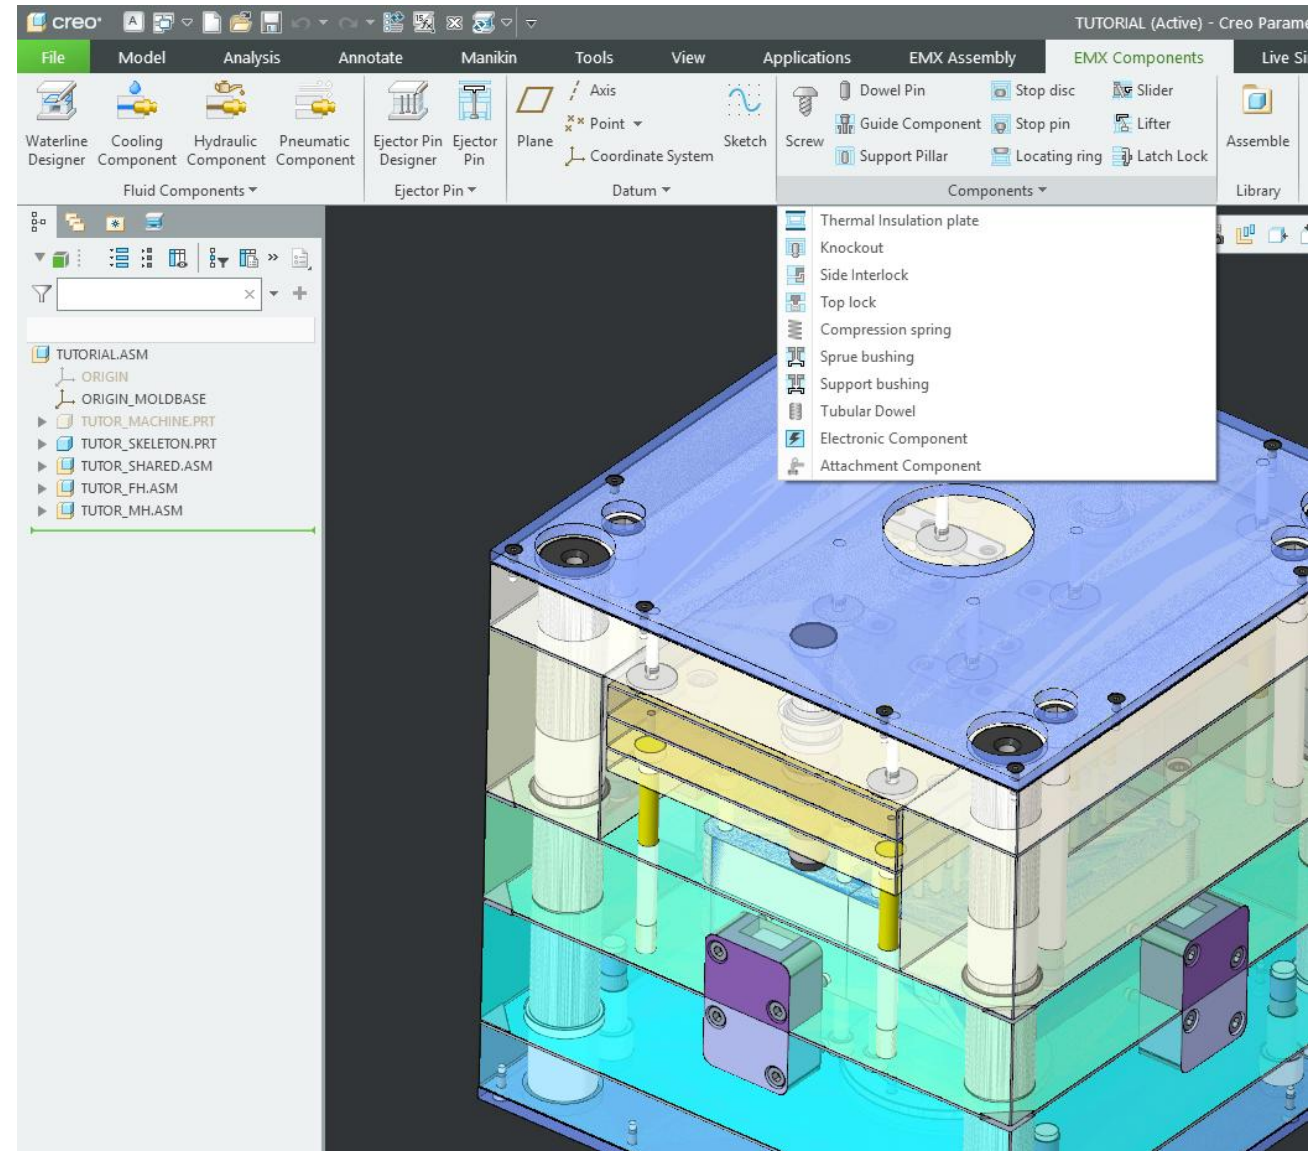 creo
TUTORIAL (Active) - Creo Parame
File Model Analysis Annotate Manikin Tools View Applications EMX Assembly EMX Components Live Si
Axis Dowel Pin Stop disc Slider
Point Guide Component Stop pin Lifter
Waterline Designer Cooling Component Hydraulic Component Pneumatic Component Ejector Pin Designer Ejector Pin Plane Coordinate System Sketch Screw Support Pillar Locating ring Latch Lock Assemble
Fluid Components Ejector Pin Datum Components Library
Thermal Insulation plate
Knockout
Side Interlock
Top lock
Compression spring
Sprue bushing
Support bushing
Tubular Dowel
Electronic Component
Attachment Component
TUTORIAL.ASM
ORIGIN
ORIGIN_MOLDBASE
TUTOR_MACHINE.PRT
TUTOR_SKELETON.PRT
TUTOR_SHARED.ASM
TUTOR_FH.ASM
TUTOR_MH.ASM